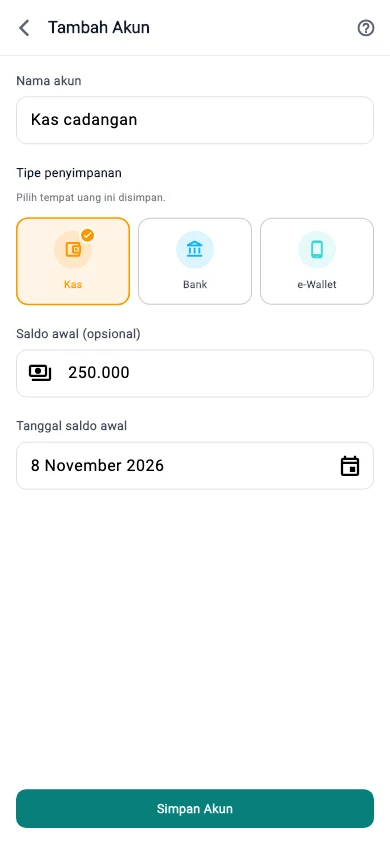 Tambah Akun
Nama akun
Kas cadangan
Tipe penyimpanan
Pilih tempat uang ini disimpan.
Kas
Bank
e-Wallet
Saldo awal (opsional)
250.000
Tanggal saldo awal
8 November 2026
Simpan Akun